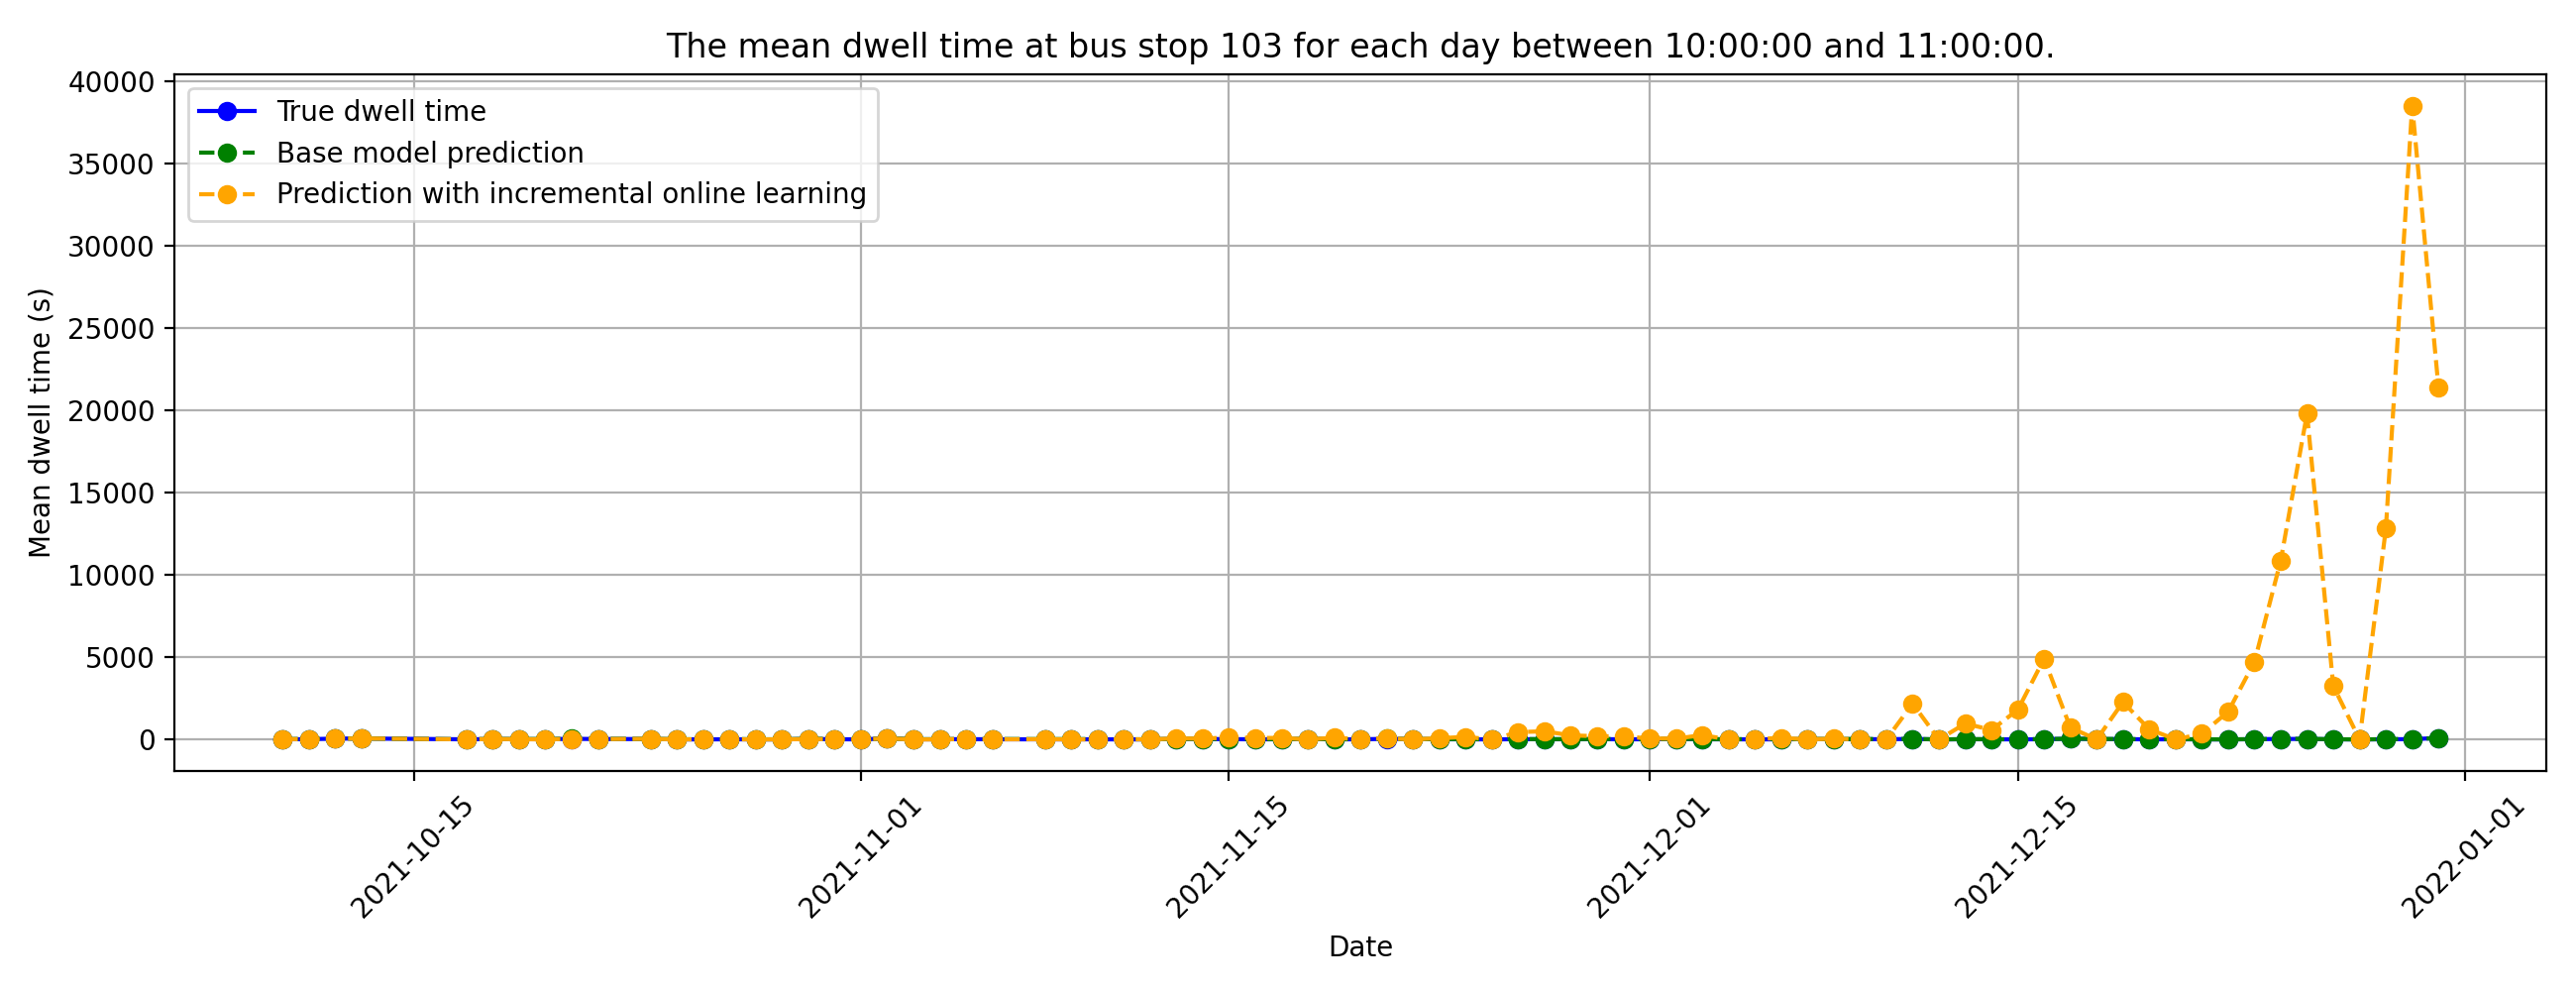 The mean dwell time at bus stop 103 for each day between 10:00:00 and 11:00:00.
Mean dwell time (s)
40000
35000
30000
25000
20000
15000
10000
5000
0
True dwell time
Base model prediction
Prediction with incremental online learning
2021-10-15
2021-11-01
2021-11-15
2021-12-01
2021-12-15
2022-01-01
Date